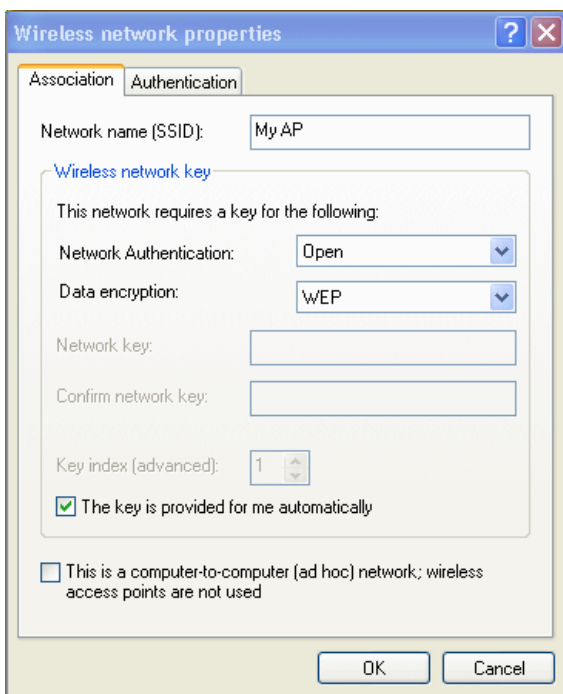 Wireless network properties
Association
Authentication
Network name (SSID):
My AP
Wireless network key
This network requires a key for the following:
Network Authentication:
Open
Data encryption:
WEP
Network key:
Confirm network key:
Key index (advanced):
1
The key is provided for me automatically
This is a computer-to-computer (ad hoc) network; wireless
access points are not used
OK
Cancel